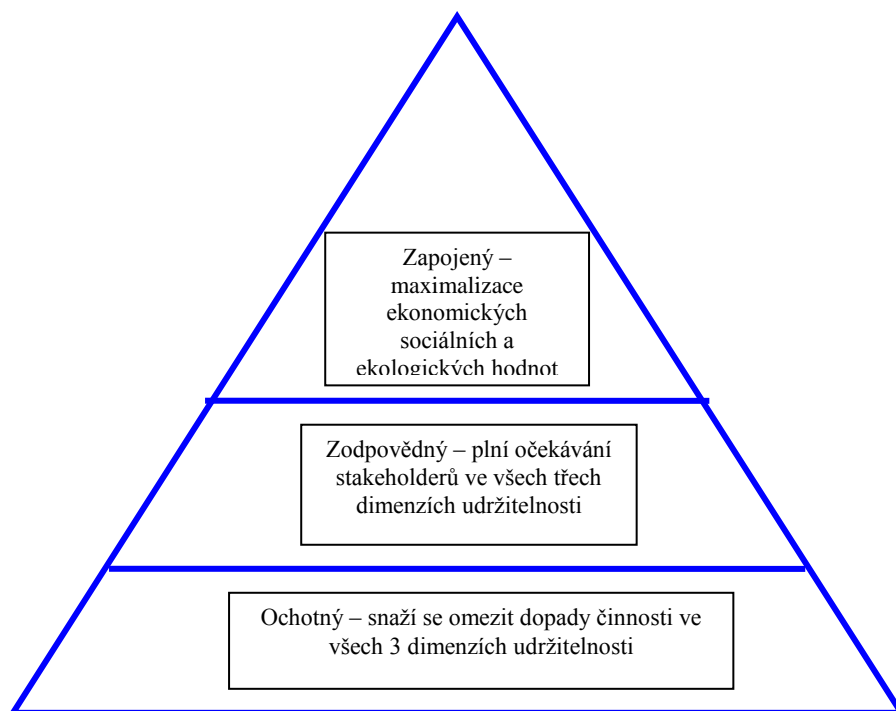 Zapojený –
maximalizace
ekonomických
sociálních a
ekologických hodnot
Zodpovědný – plní očekávání
stakeholderů ve všech třech
dimenzích udržitelnosti
Ochotný – snaží se omezit dopady činnosti ve
všech 3 dimenzích udržitelnosti